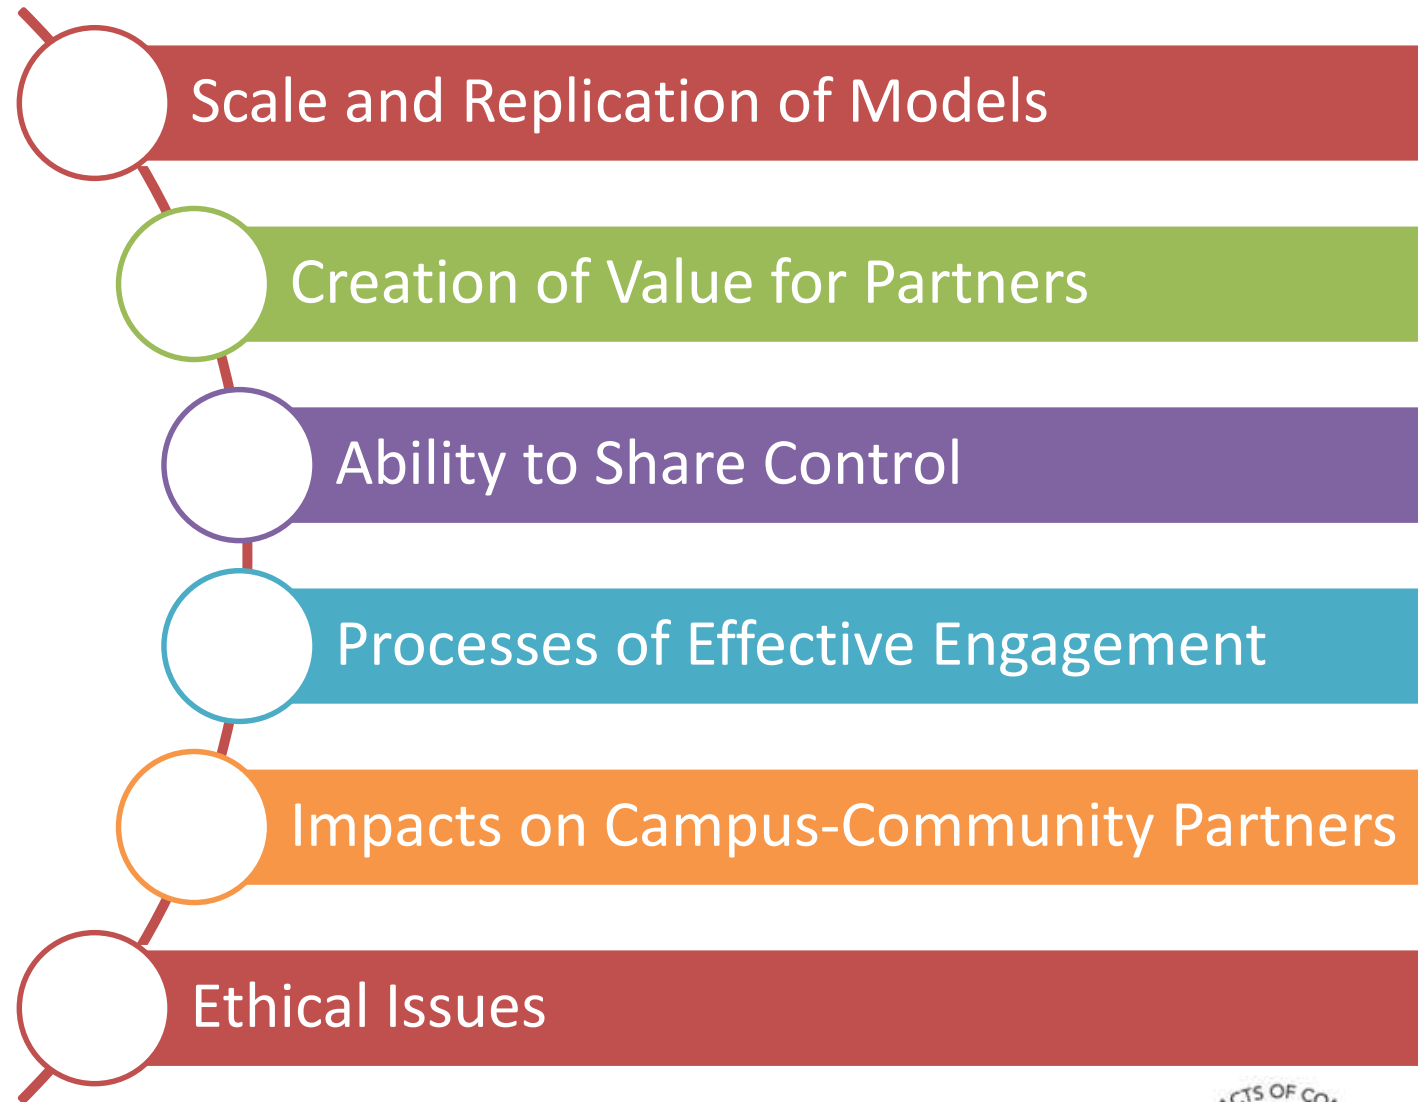 Scale and Replication of Models
Creation of Value for Partners
Ability to Share Control
Processes of Effective Engagement
Impacts on Campus-Community Partners
Ethical Issues
OF